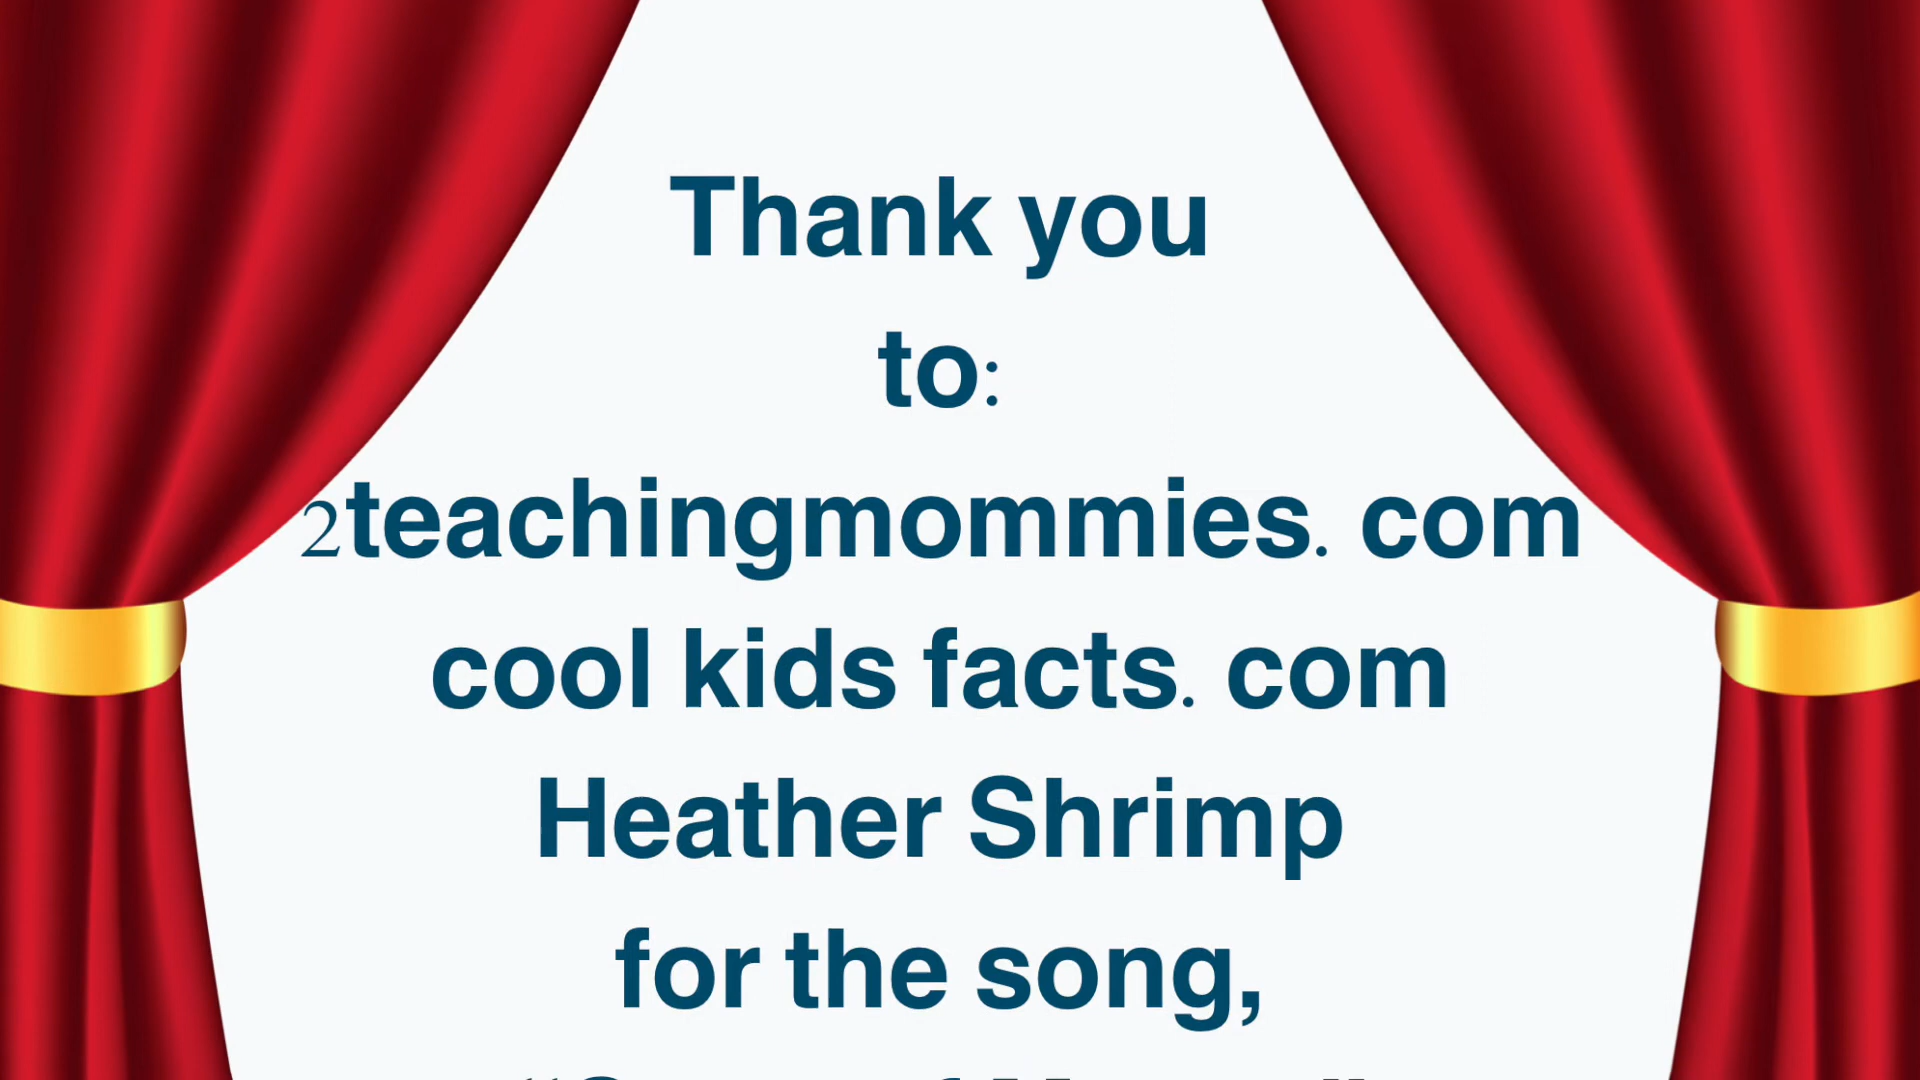 Thank you
to:
2teachingmommies. com
cool kids facts. com
Heather Shrimp
for the song,